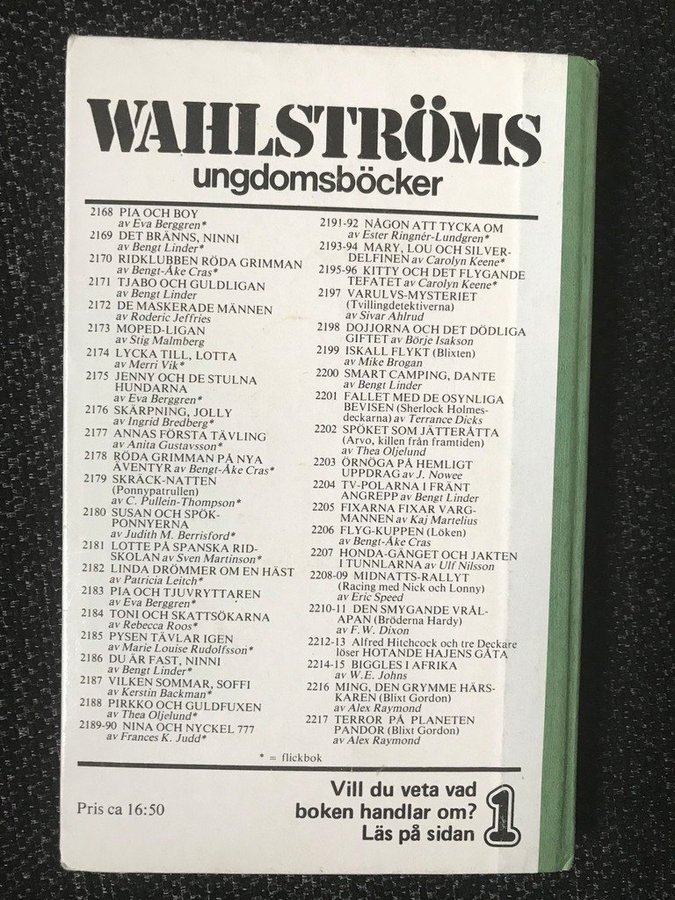 WAHLSTRÖMS
ungdomsböcker
2168 PIA OCH BOY
av Eva Berggren*
2169 DET BRÄNNS, NINNI
av Bengt Linder*
2170 RIDKLUBBEN RÖDA GRIMMAN
av Bengt-Åke Cras*
2171 TJABO OCH GULDLIGAN
av Bengt Linder
2172 DE MASKERADE MÄNNEN
av Roderic Jeffries
2173 MOPED-LIGAN
av Stig Malmberg
2174 LYCKA TILL, LOTTA
av Merri Vik*
2175 JENNY OCH DE STULNA
HUNDARNA
av Eva Berggren*
2176 SKÄRPNING, JOLLY
av Ingrid Bredberg*
2177 ANNAS FÖRSTA TÄVLING
av Anita Gustavsson*
2178 RÖDA GRIMMAN PÅ NYA
ÄVENTYR av Bengt-Åke Cras*
2179 SKRÄCK-NATTEN
(Ponnypatrullen)
av C. Pullein-Thompson*
2180 SUSAN OCH SPÖK-
PONNYERNA
av Judith M. Berrisford*
2181 LOTTE PÅ SPANSKA RID-
SKOLAN av Sven Martinson*
2182 LINDA DRÖMMER OM EN HÄST
av Patricia Leitch*
2183 PIA OCH TJUVRYTTAREN
av Eva Berggren*
2184 TONI OCH SKATTSÖKARNA
av Rebecca Roos*
2185 PYSEN TÄVLAR IGEN
av Marie Louise Rudolfsson*
2186 DU ÄR FAST, NINNI
av Bengt Linder*
2187 VILKEN SOMMAR, SOFFI
av Kerstin Backman*
2188 PIRKKO OCH GULDFUXEN
av Thea Oljelund*
2189-90 NINA OCH NYCKEL 777
av Frances K. Judd*
2191-92 NÅGON ATT TYCKA OM
av Ester Ringnér-Lundgren*
2193-94 MARY, LOU OCH SILVER-
DELFINEN av Carolyn Keene*
2195-96 KITTY OCH DET FLYGANDE
TEFATET av Carolyn Keene*
2197 VARULVS-MYSTERIET
(Tvillingdetektiverna)
av Sivar Ahlrud
2198 DOJJORNA OCH DET DÖDLIGA
GIFTET av Börje Isakson
2199 ISKALL FLYKT (Blixten)
av Mike Brogan
2200 SMART CAMPING, DANTE
av Bengt Linder
2201 FALLET MED DE OSYNLIGA
BEVISEN (Sherlock Holmes-
deckarna) av Terrance Dicks
2202 SPÖKET SOM JÄTTERÅTTA
(Arvo, killen från framtiden)
av Thea Oljelund
2203 ÖRNÖGA PÅ HEMLIGT
UPPDRAG av J. Nowee
2204 TV-POLARNA I FRÄNT
ANGREPP av Bengt Linder
2205 FIXARNA FIXAR VARG-
MANNEN av Kaj Martelius
2206 FLYG-KUPPEN (Löken)
av Bengt-Åke Cras
2207 HONDA-GÄNGET OCH JAKTEN
I TUNNLARNA av Ulf Nilsson
2208-09 MIDNATTS-RALLYT
(Racing med Nick och Lonny)
av Eric Speed
2210-11 DEN SMYGANDE VRÅL-
APAN (Bröderna Hardy)
av F.W. Dixon
2212-13 Alfred Hitchcock och tre Deckare
löser HOTANDE HAJENS GÅTA
2214-15 BIGGLES I AFRIKA
av W.E. Johns
2216 MING, DEN GRYMME HÄRS-
KAREN (Blixt Gordon)
av Alex Raymond
2217 TERROR PÅ PLANETEN
PANDOR (Blixt Gordon)
av Alex Raymond
* = flickbok
Pris ca 16:50
Vill du veta vad
boken handlar om?
Läs på sidan 1